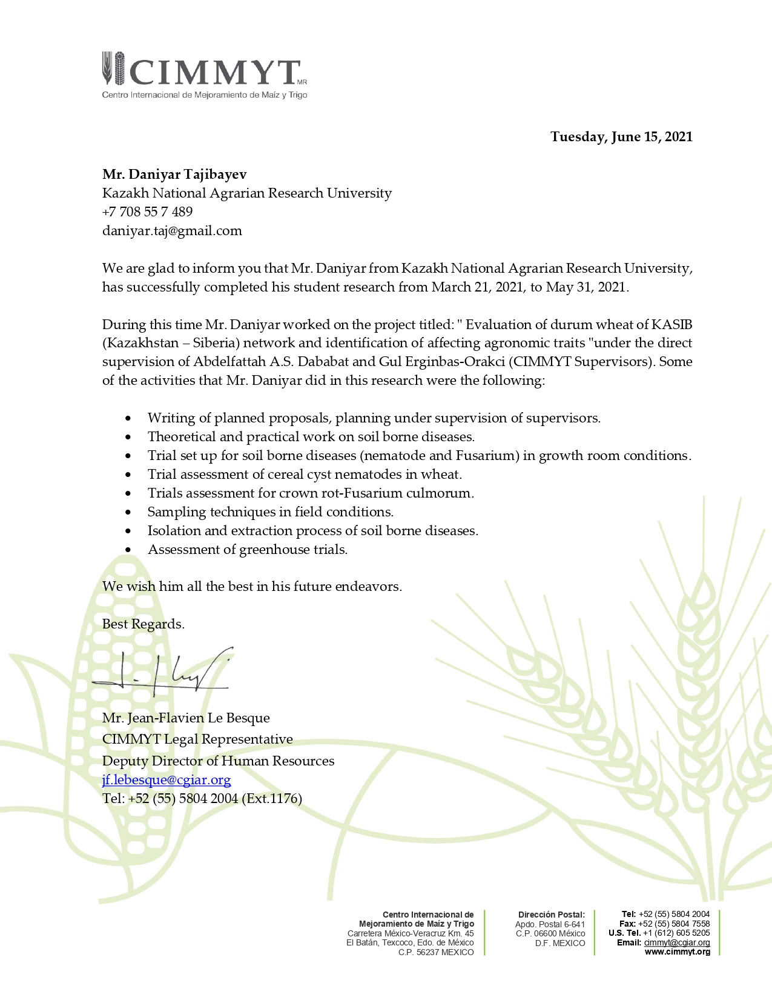 CIMMYT MR
Centro Internacional de Mejoramiento de Maíz y Trigo
Tuesday, June 15, 2021
Mr. Daniyar Tajibayev
Kazakh National Agrarian Research University
+7 708 55 7 489
daniyar.taj@gmail.com
We are glad to inform you that Mr. Daniyar from Kazakh National Agrarian Research University,
has successfully completed his student research from March 21, 2021, to May 31, 2021.
During this time Mr. Daniyar worked on the project titled: " Evaluation of durum wheat of KASIB
(Kazakhstan – Siberia) network and identification of affecting agronomic traits "under the direct
supervision of Abdelfattah A.S. Dababat and Gul Erginbas-Orakci (CIMMYT Supervisors). Some
of the activities that Mr. Daniyar did in this research were the following:
• Writing of planned proposals, planning under supervision of supervisors.
• Theoretical and practical work on soil borne diseases.
• Trial set up for soil borne diseases (nematode and Fusarium) in growth room conditions.
• Trial assessment of cereal cyst nematodes in wheat.
• Trials assessment for crown rot-Fusarium culmorum.
• Sampling techniques in field conditions.
• Isolation and extraction process of soil borne diseases.
• Assessment of greenhouse trials.
We wish him all the best in his future endeavors.
Best Regards.
Mr. Jean-Flavien Le Besque
CIMMYT Legal Representative
Deputy Director of Human Resources
jf.lebesque@cgiar.org
Tel: +52 (55) 5804 2004 (Ext.1176)
Centro Internacional de
Mejoramiento de Maíz y Trigo
Carretera México-Veracruz Km. 45
El Batán, Texcoco, Edo. de México
C.P. 56237 MEXICO
Dirección Postal:
Apdo. Postal 6-641
C.P. 06600 México
D.F. MEXICO
Tel: +52 (55) 5804 2004
Fax: +52 (55) 5804 7558
U.S. Tel. +1 (612) 605 5205
Email: cimmyt@cgiar.org
www.cimmyt.org